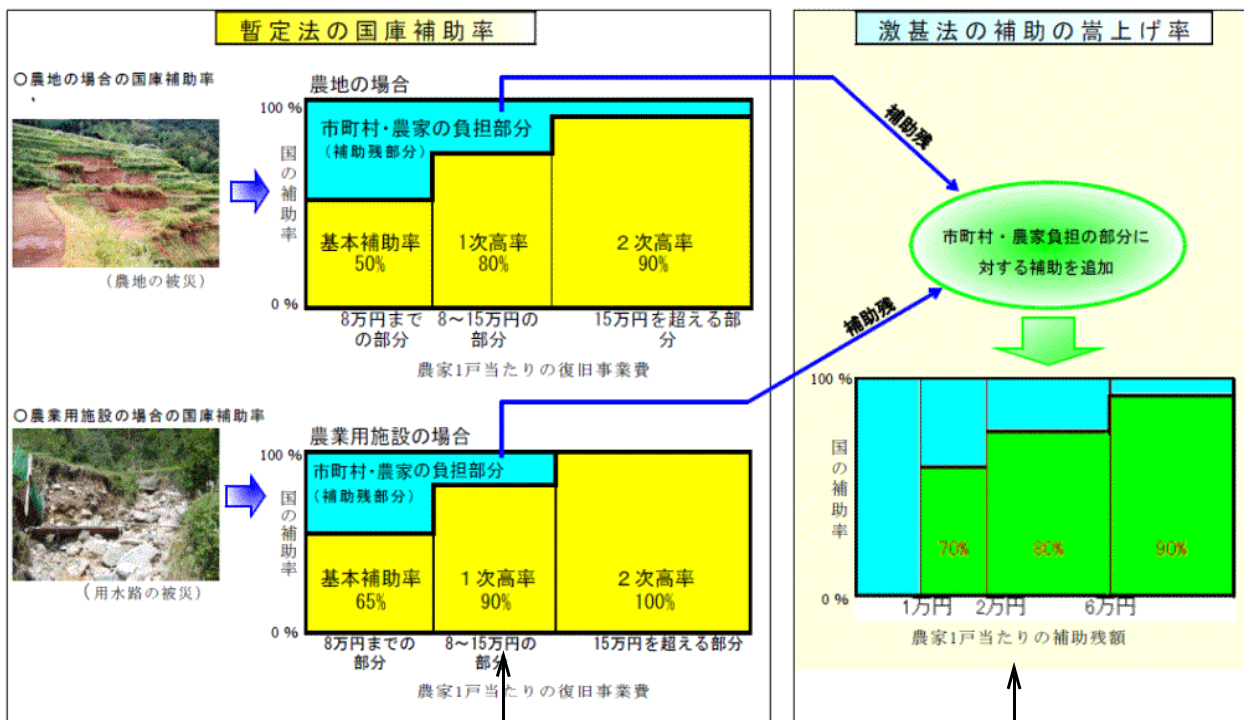 暫定法の国庫補助率
○農地の場合の国庫補助率
、
(農地の被災)
農地の場合
100 %
国の補助率
0 %
市町村・農家の負担部分
(補助残部分)
基本補助率
50%
1次高率
80%
2次高率
90%
8万円まで
の部分
8~15万円の
部分
15万円を超える部
分
農家1戸当たりの復旧事業費
○農業用施設の場合の国庫補助率
(用水路の被災)
農業用施設の場合
100 %
国の補助率
0 %
市町村・農家の負担部分
(補助残部分)
基本補助率
65%
1次高率
90%
2次高率
100%
8万円までの
部分
8~15万円の
部分
15万円を超える部分
農家1戸当たりの復旧事業費
激甚法の補助の嵩上げ率
補助残
補助残
市町村・農家負担の部分に
対する補助を追加
100 %
国の補助率
0 %
70%
80%
90%
1万円
2万円
6万円
農家1戸当たりの補助残額